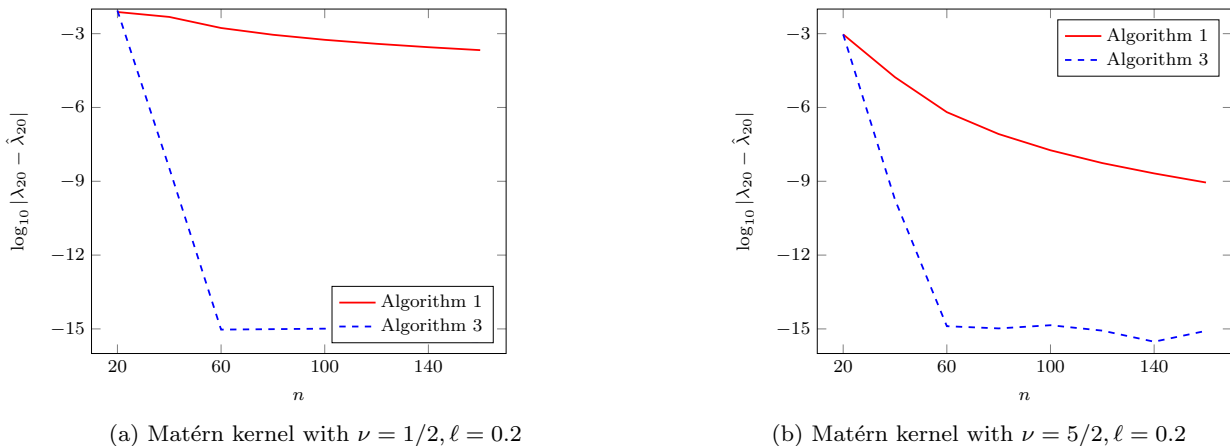 −3
−6
−9
−12
−15
log₁₀ |λ₂₀ − λ̂₂₀|
Algorithm 1
Algorithm 3
20 60 100 140
n
(a) Matérn kernel with ν = 1/2, ℓ = 0.2
−3
−6
−9
−12
−15
log₁₀ |λ₂₀ − λ̂₂₀|
Algorithm 1
Algorithm 3
20 60 100 140
n
(b) Matérn kernel with ν = 5/2, ℓ = 0.2